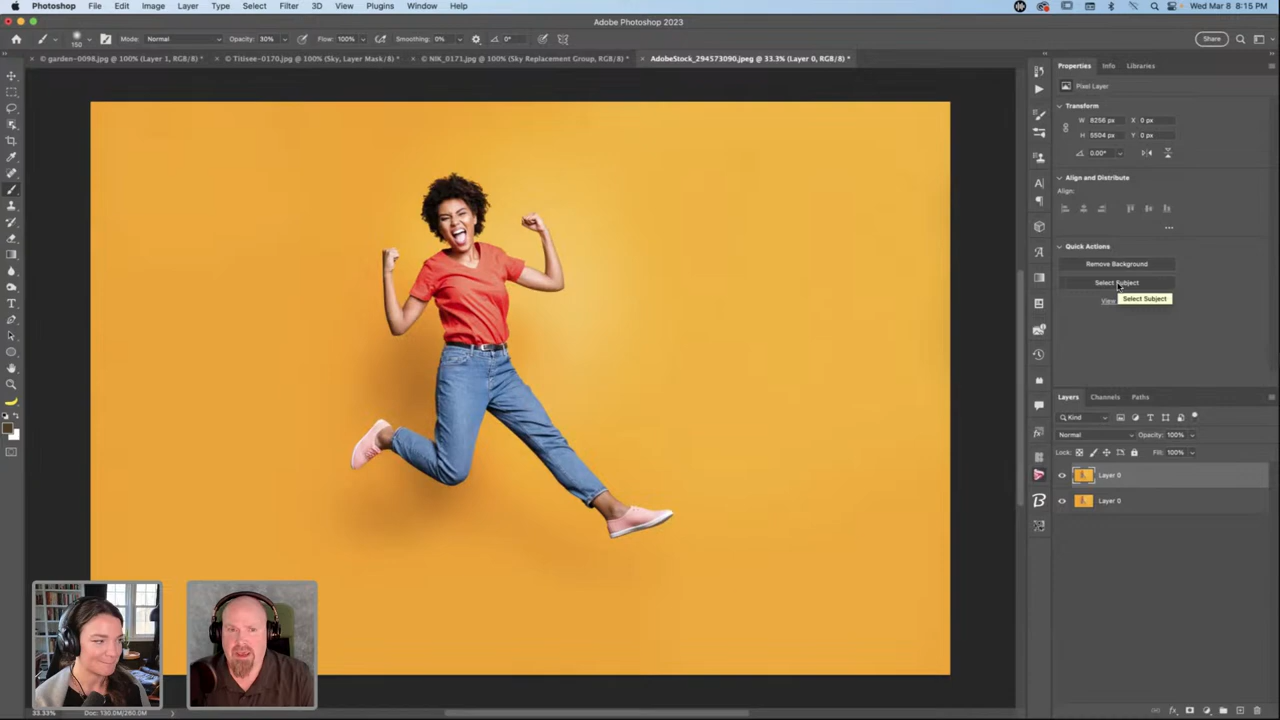 Photoshop File Edit Image Layer Type Select Filter 3D View Plugins Window Help Wed Mar 8 8:15 PM
Adobe Photoshop 2023
150 Mode: Normal Opacity: 30% Flow: 100% Smoothing: 0% 0° Share
× © garden-0098.jpg @ 100% (Layer 1, RGB/8) * × © Titisee-0170.jpg @ 100% (Sky, Layer Mask/8) * × © NIK_0171.jpg @ 100% (Sky Replacement Group, RGB/8) * × AdobeStock_294573090.jpeg @ 33.3% (Layer 0, RGB/8) *
Properties Info Libraries
Pixel Layer
Transform
W 8256 px X 0 px
H 5504 px Y 0 px
0.00°
Align and Distribute
Align:
Quick Actions
Remove Background
Select Subject
View
Select Subject
Layers Channels Paths
Kind
Normal Opacity: 100%
Lock: Fill: 100%
Layer 0
Layer 0
33.33% Doc: 130.0M/260.0M